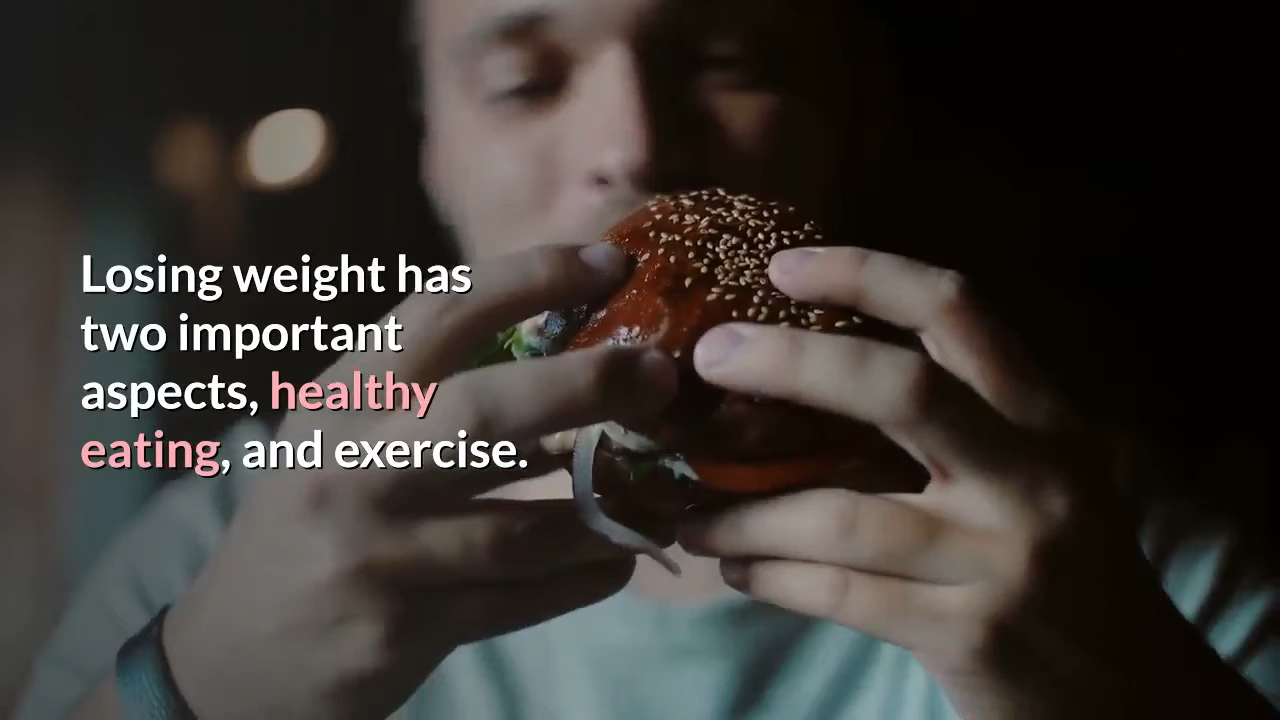 Losing weight has
two important
aspects, healthy
eating, and exercise.